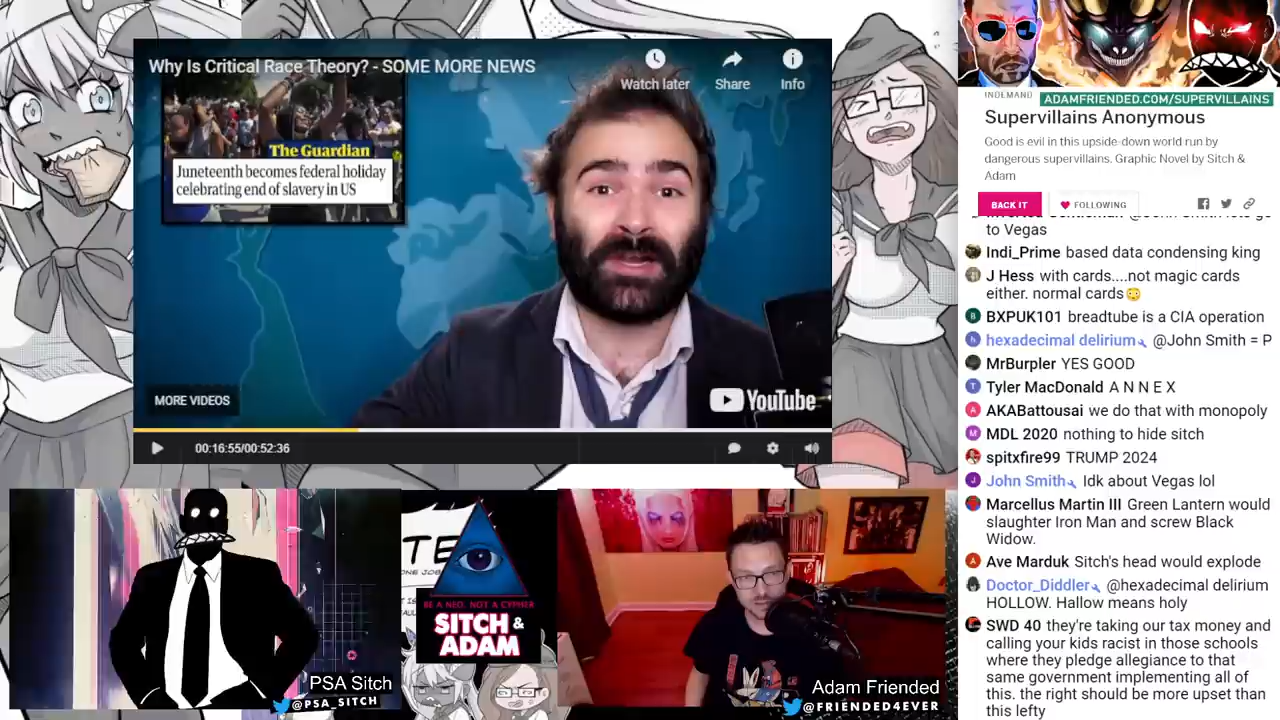 Why Is Critical Race Theory? - SOME MORE NEWS
Watch later
Share
Info
The Guardian
Juneteenth becomes federal holiday
celebrating end of slavery in US
MORE VIDEOS
YouTube
00:16:55/00:52:36
BE A NEO, NOT A CYPHER
SITCH &
ADAM
PSA Sitch
@PSA_SITCH
Adam Friended
@FRIENDED4EVER
INDEMAND
ADAMFRIENDED.COM/SUPERVILLAINS
Supervillains Anonymous
Good is evil in this upside-down world run by
dangerous supervillains. Graphic Novel by Sitch &
Adam
BACK IT
FOLLOWING
to Vegas
Indi_Prime based data condensing king
J Hess with cards....not magic cards
either. normal cards😳
BXPUK101 breadtube is a CIA operation
hexadecimal delirium @John Smith = P
MrBurpler YES GOOD
Tyler MacDonald A N N E X
AKABattousai we do that with monopoly
MDL 2020 nothing to hide sitch
spitxfire99 TRUMP 2024
John Smith Idk about Vegas lol
Marcellus Martin III Green Lantern would
slaughter Iron Man and screw Black
Widow.
Ave Marduk Sitch's head would explode
Doctor_Diddler @hexadecimal delirium
HOLLOW. Hallow means holy
SWD 40 they're taking our tax money and
calling your kids racist in those schools
where they pledge allegiance to that
same government implementing all of
this. the right should be more upset than
this lefty